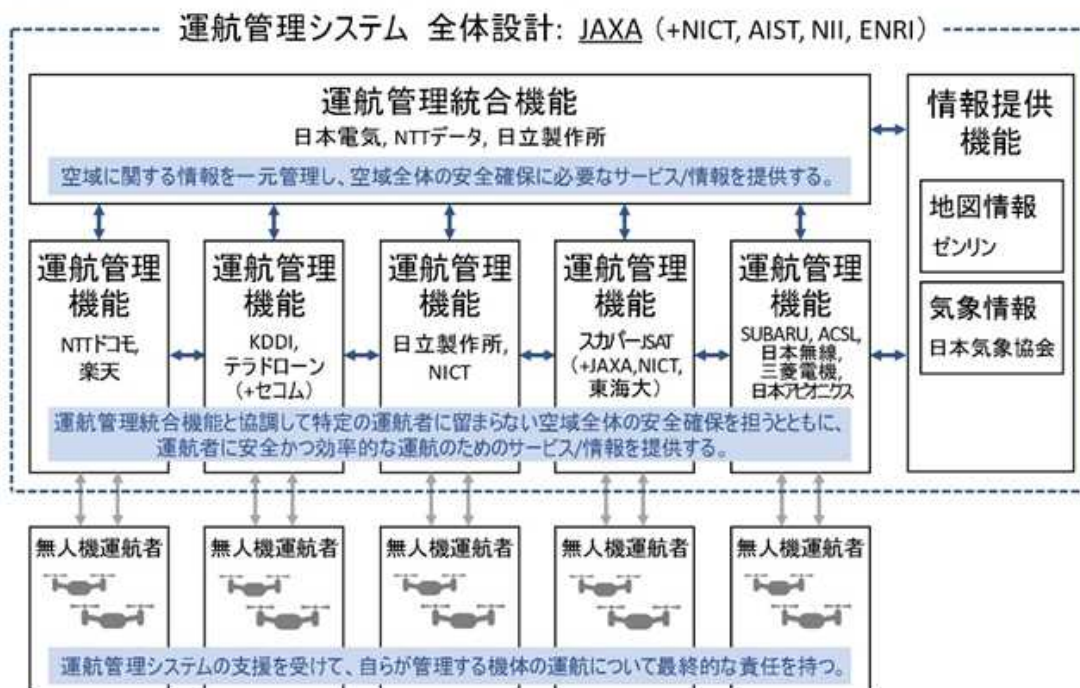 運航管理システム 全体設計: JAXA (+NICT, AIST, NII, ENRI)
運航管理統合機能
日本電気, NTTデータ, 日立製作所
空域に関する情報を一元管理し、空域全体の安全確保に必要なサービス/情報を提供する。
情報提供
機能
地図情報
ゼンリン
気象情報
日本気象協会
運航管理
機能
NTTドコモ,
楽天
運航管理
機能
KDDI,
テラドローン
(+セコム)
運航管理
機能
日立製作所,
NICT
運航管理
機能
スカパーJSAT
(+JAXA,NICT,
東海大)
運航管理
機能
SUBARU, ACSL,
日本無線,
三菱電機,
日本アビオニクス
運航管理統合機能と協調して特定の運航者に留まらない空域全体の安全確保を担うとともに、
運航者に安全かつ効率的な運航のためのサービス/情報を提供する。
無人機運航者
無人機運航者
無人機運航者
無人機運航者
無人機運航者
運航管理システムの支援を受けて、自らが管理する機体の運航について最終的な責任を持つ。